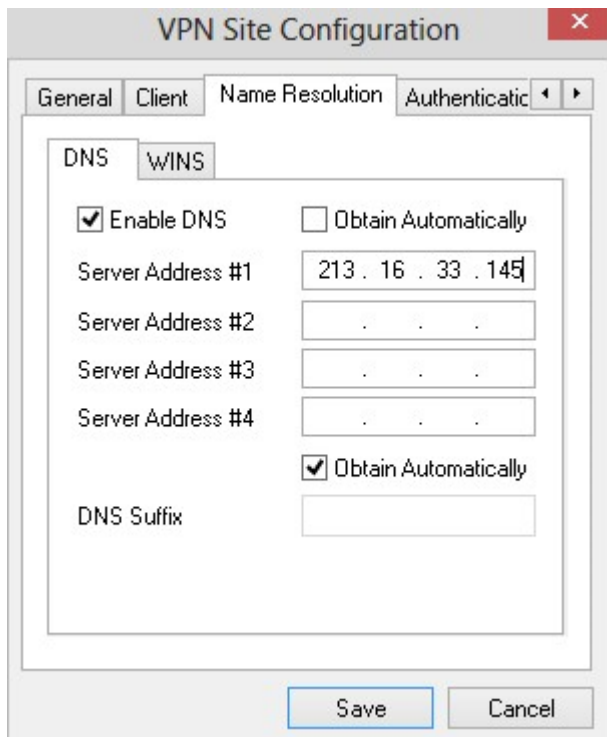 VPN Site Configuration
General Client Name Resolution Authenticatic
DNS WINS
Enable DNS Obtain Automatically
Server Address #1 213 . 16 . 33 . 145
Server Address #2 . . .
Server Address #3 . . .
Server Address #4 . . .
Obtain Automatically
DNS Suffix
Save Cancel